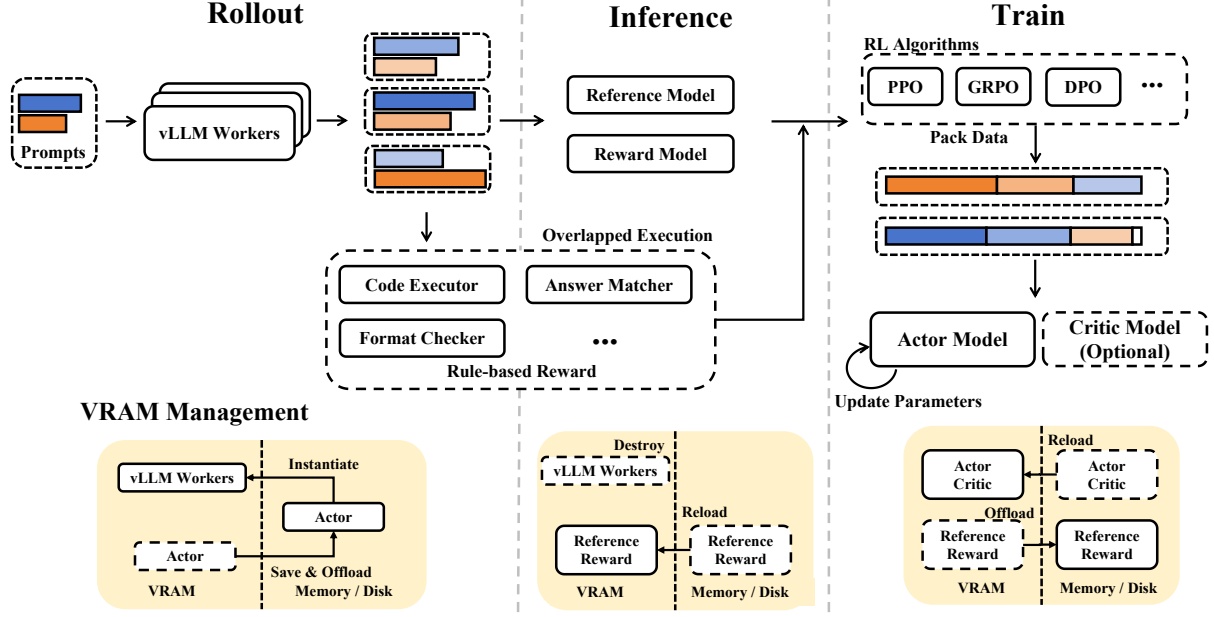 Rollout
Inference
Train
Prompts
vLLM Workers
Reference Model
Reward Model
RL Algorithms
PPO
GRPO
DPO
...
Pack Data
Overlapped Execution
Code Executor
Answer Matcher
Format Checker
...
Rule-based Reward
Actor Model
Critic Model
(Optional)
Update Parameters
VRAM Management
vLLM Workers
Instantiate
Actor
Actor
Save & Offload
VRAM
Memory / Disk
Destroy
vLLM Workers
Reload
Reference
Reward
Reference
Reward
VRAM
Memory / Disk
Reload
Actor
Critic
Actor
Critic
Offload
Reference
Reward
Reference
Reward
VRAM
Memory / Disk